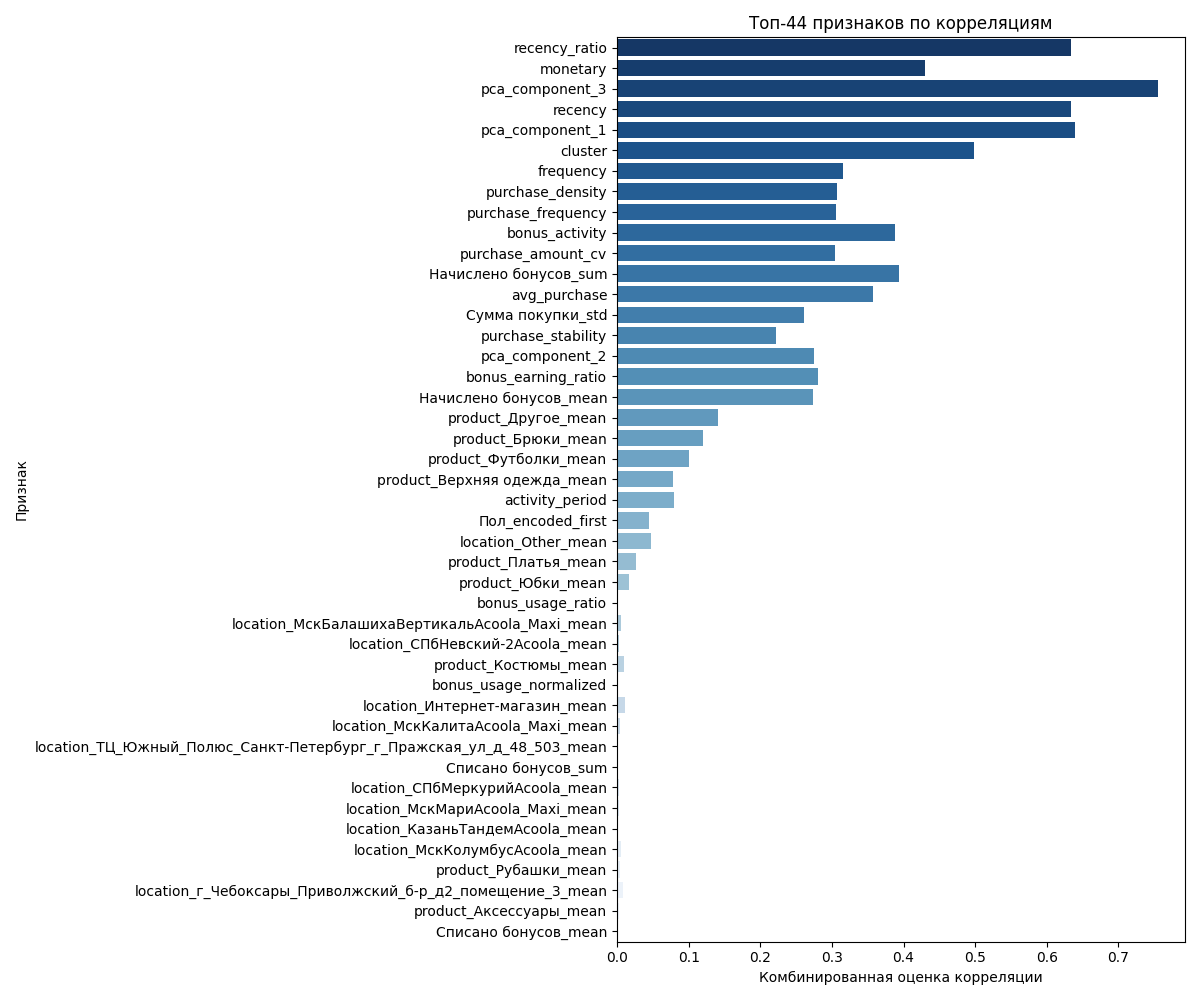 Топ-44 признаков по корреляциям
recency_ratio
monetary
pca_component_3
recency
pca_component_1
cluster
frequency
purchase_density
purchase_frequency
bonus_activity
purchase_amount_cv
Начислено бонусов_sum
avg_purchase
Сумма покупки_std
purchase_stability
pca_component_2
bonus_earning_ratio
Начислено бонусов_mean
product_Другое_mean
product_Брюки_mean
product_Футболки_mean
product_Верхняя одежда_mean
activity_period
Пол_encoded_first
location_Other_mean
product_Платья_mean
product_Юбки_mean
bonus_usage_ratio
location_МскБалашихаВертикальAcoola_Maxi_mean
location_СПбНевский-2Acoola_mean
product_Костюмы_mean
bonus_usage_normalized
location_Интернет-магазин_mean
location_МскКалитаAcoola_Maxi_mean
location_ТЦ_Южный_Полюс_Санкт-Петербург_г_Пражская_ул_д_48_503_mean
Списано бонусов_sum
location_СПбМеркурийAcoola_mean
location_МскМариAcoola_Maxi_mean
location_КазаньТандемAcoola_mean
location_МскКолумбусAcoola_mean
product_Рубашки_mean
location_г_Чебоксары_Приволжский_б-р_д2_помещение_3_mean
product_Аксессуары_mean
Списано бонусов_mean
Признак
0.0 0.1 0.2 0.3 0.4 0.5 0.6 0.7
Комбинированная оценка корреляции